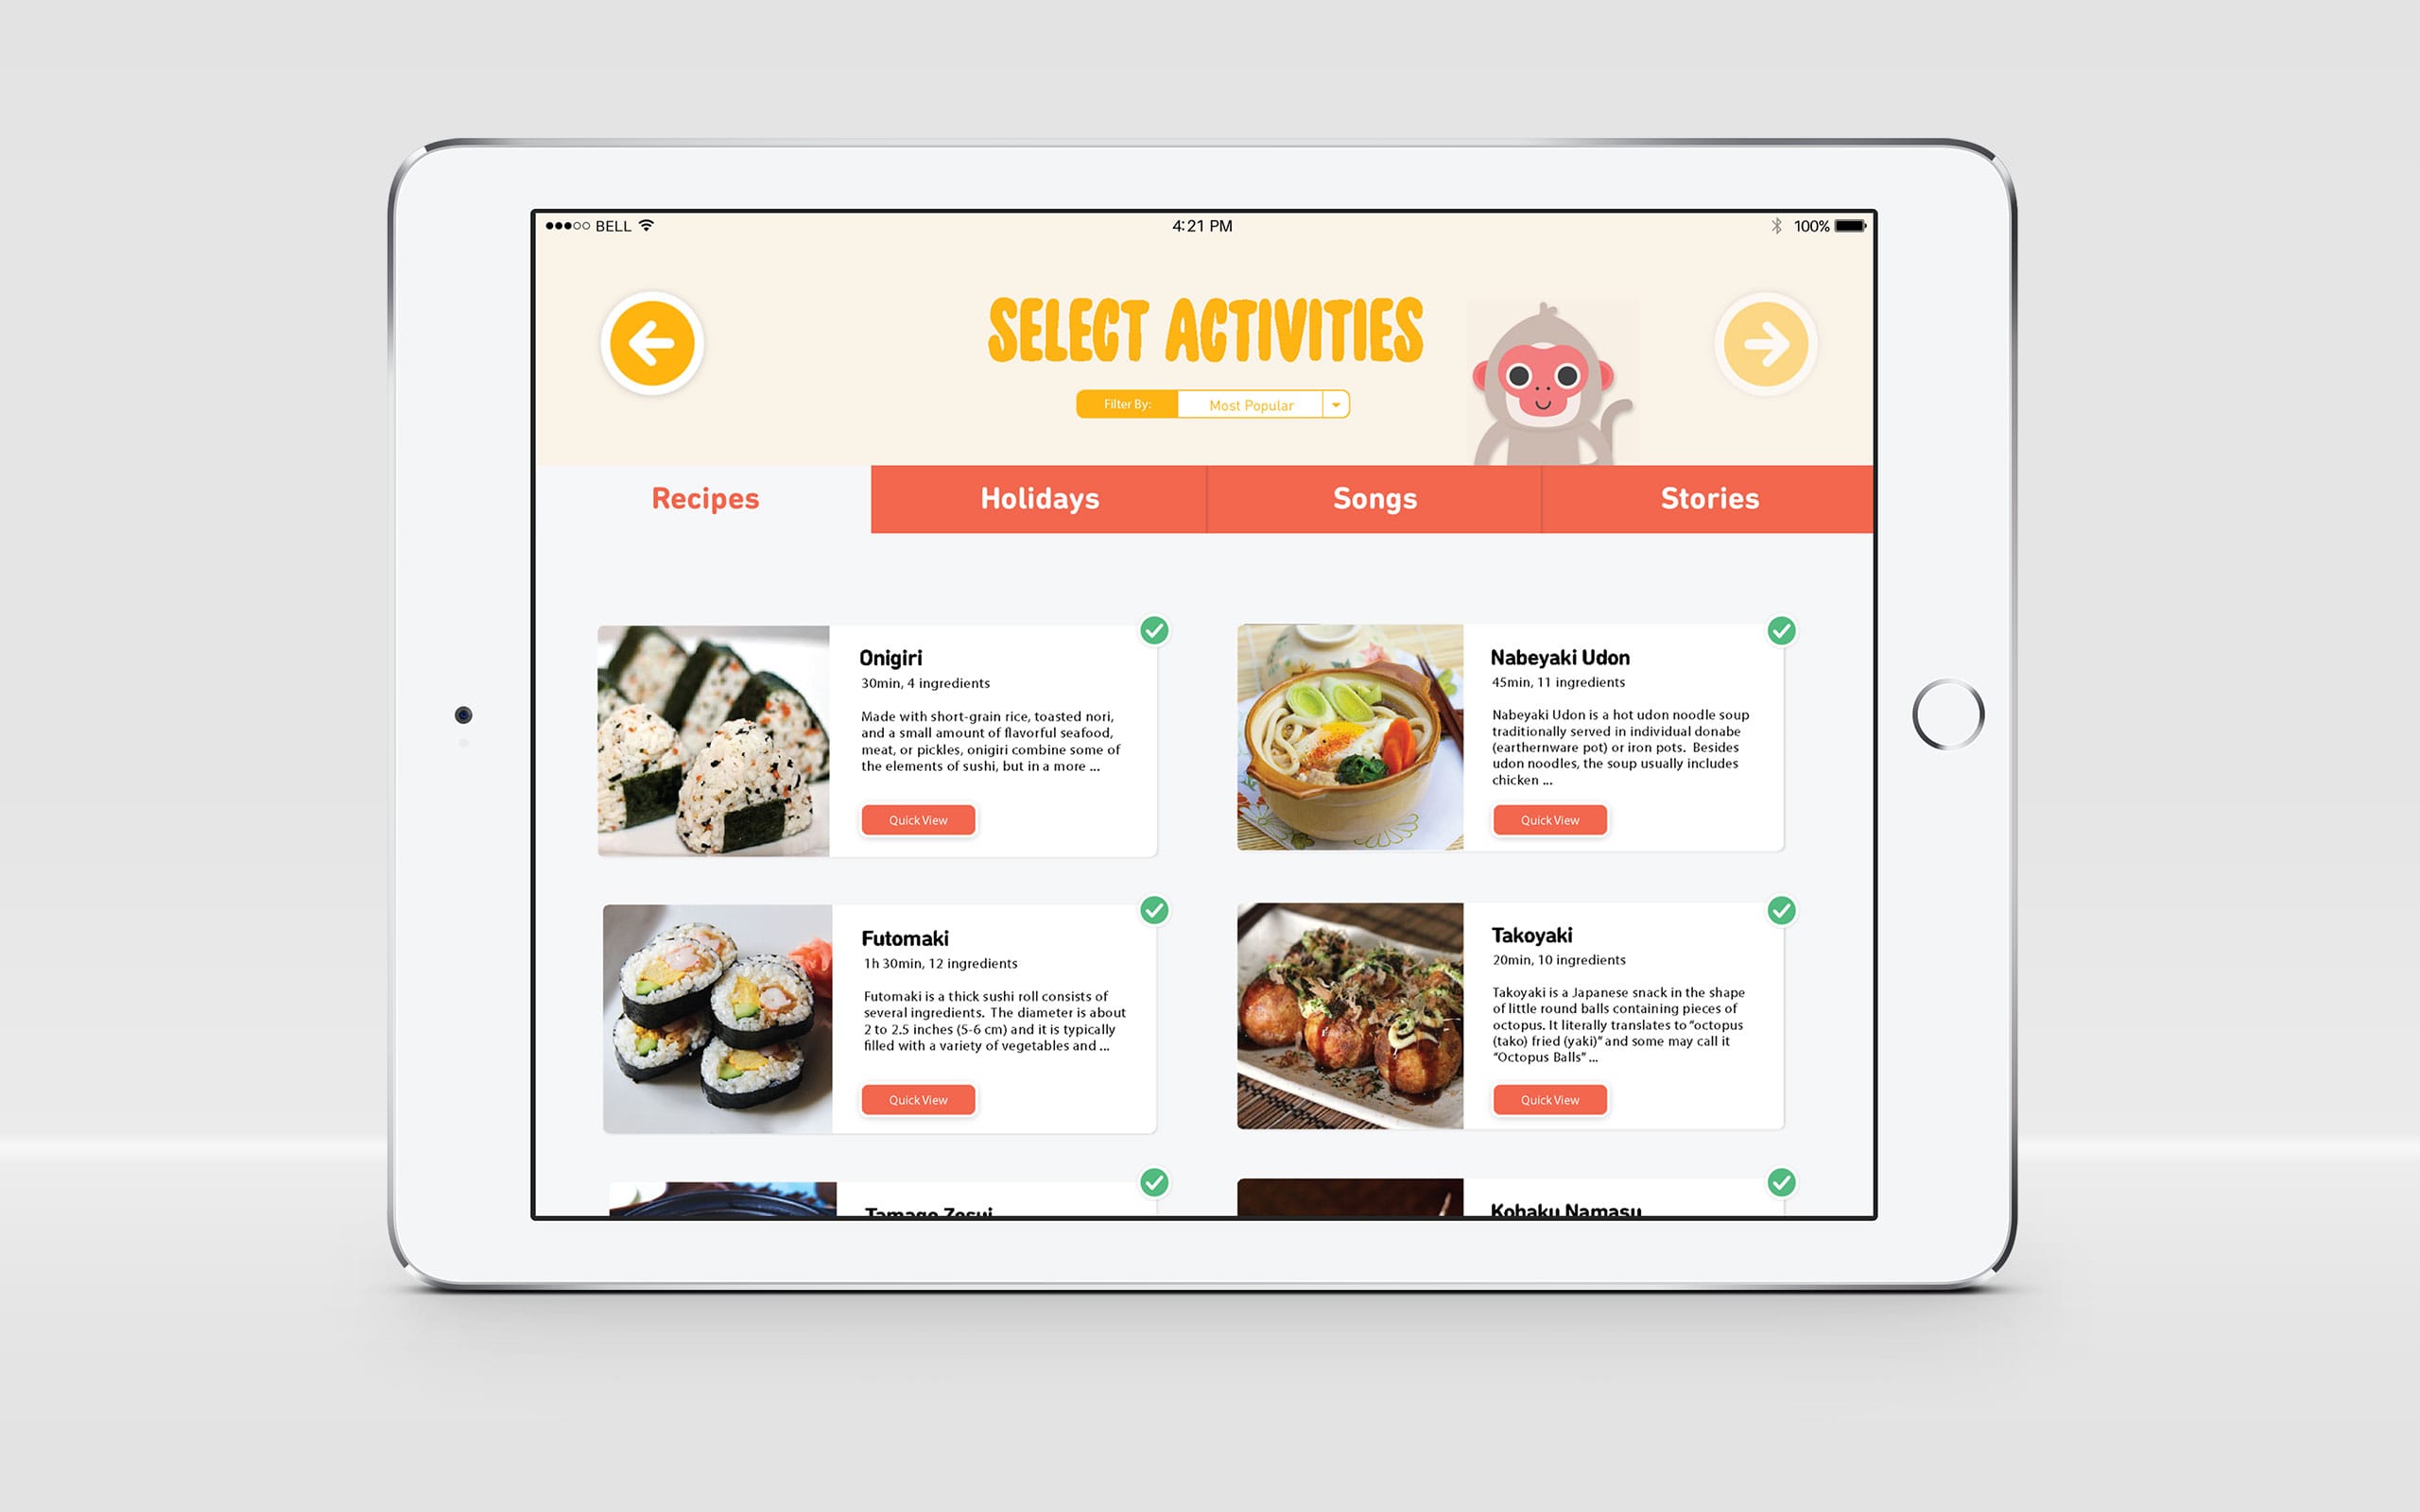 BELL
4:21 PM
100%
SELECT ACTIVITIES
Filter By:
Most Popular
Recipes
Holidays
Songs
Stories
Onigiri
30min, 4 ingredients
Made with short-grain rice, toasted nori,
and a small amount of flavorful seafood,
meat, or pickles, onigiri combine some of
the elements of sushi, but in a more ...
Quick View
Nabeyaki Udon
45min, 11 ingredients
Nabeyaki Udon is a hot udon noodle soup
traditionally served in individual donabe
(earthernware pot) or iron pots. Besides
udon noodles, the soup usually includes
chicken ...
Quick View
Futomaki
1h 30min, 12 ingredients
Futomaki is a thick sushi roll consists of
several ingredients. The diameter is about
2 to 2.5 inches (5-6 cm) and it is typically
filled with a variety of vegetables and ...
Quick View
Takoyaki
20min, 10 ingredients
Takoyaki is a Japanese snack in the shape
of little round balls containing pieces of
octopus. It literally translates to “octopus
(tako) fried (yaki)” and some may call it
“Octopus Balls” ...
Quick View
Tamago Zosui
Kohaku Namasu